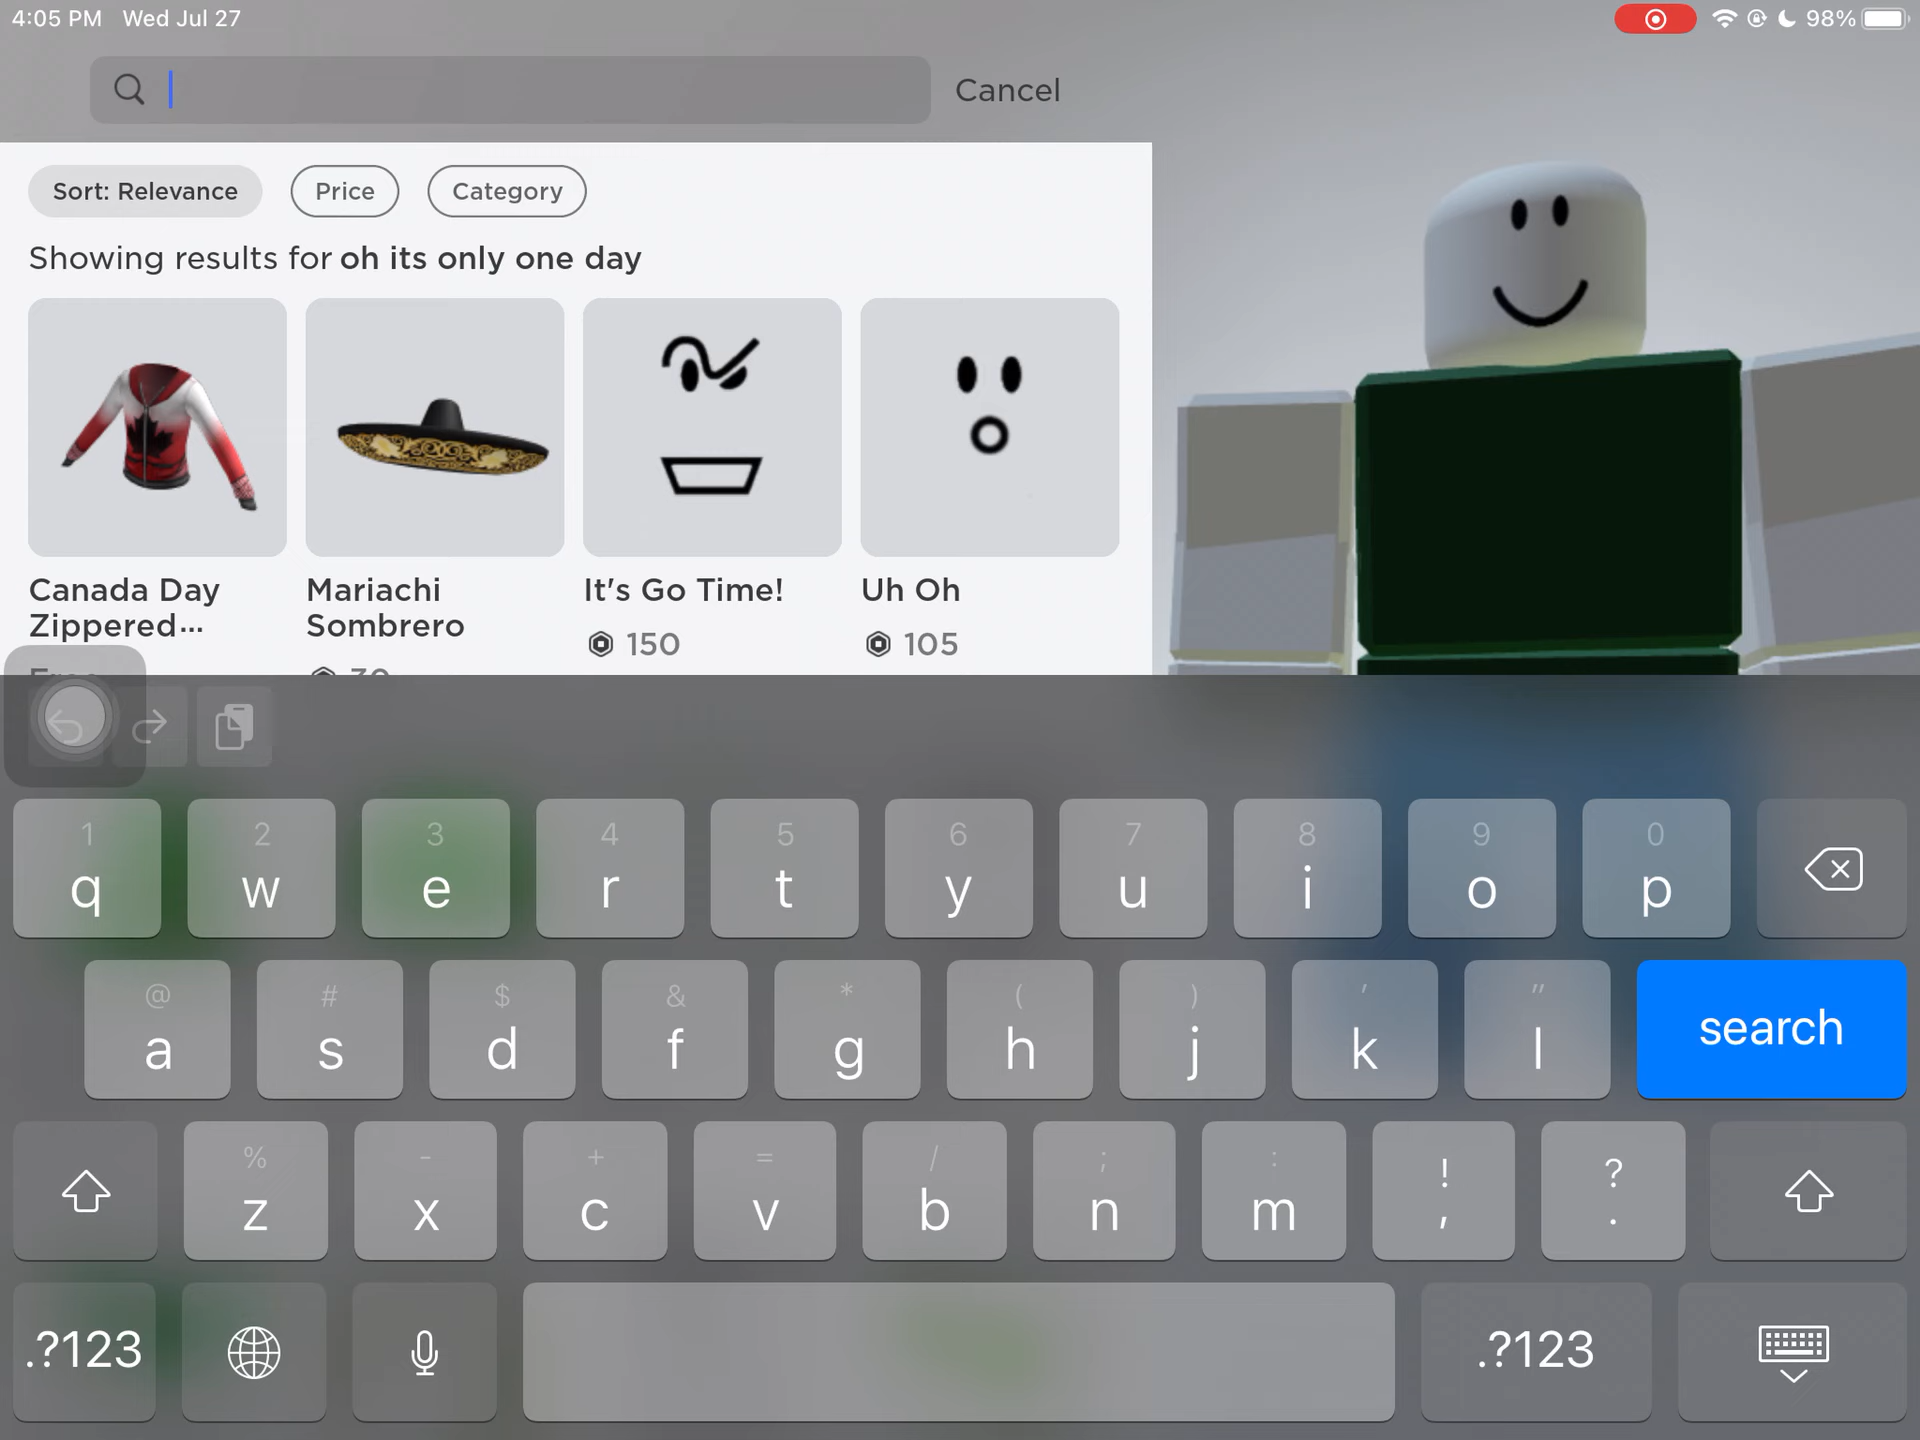 4:05 PM Wed Jul 27
98%
Cancel
Sort: Relevance Price Category
Showing results for oh its only one day
Canada Day Zippered...
Mariachi Sombrero
It's Go Time!
150
Uh Oh
105
1 2 3 4 5 6 7 8 9 0
q w e r t y u i o p
@ # $ & * ( ) ' "
a s d f g h j k l search
% - + = / ; : ! ?
z x c v b n m , .
.?123 .?123